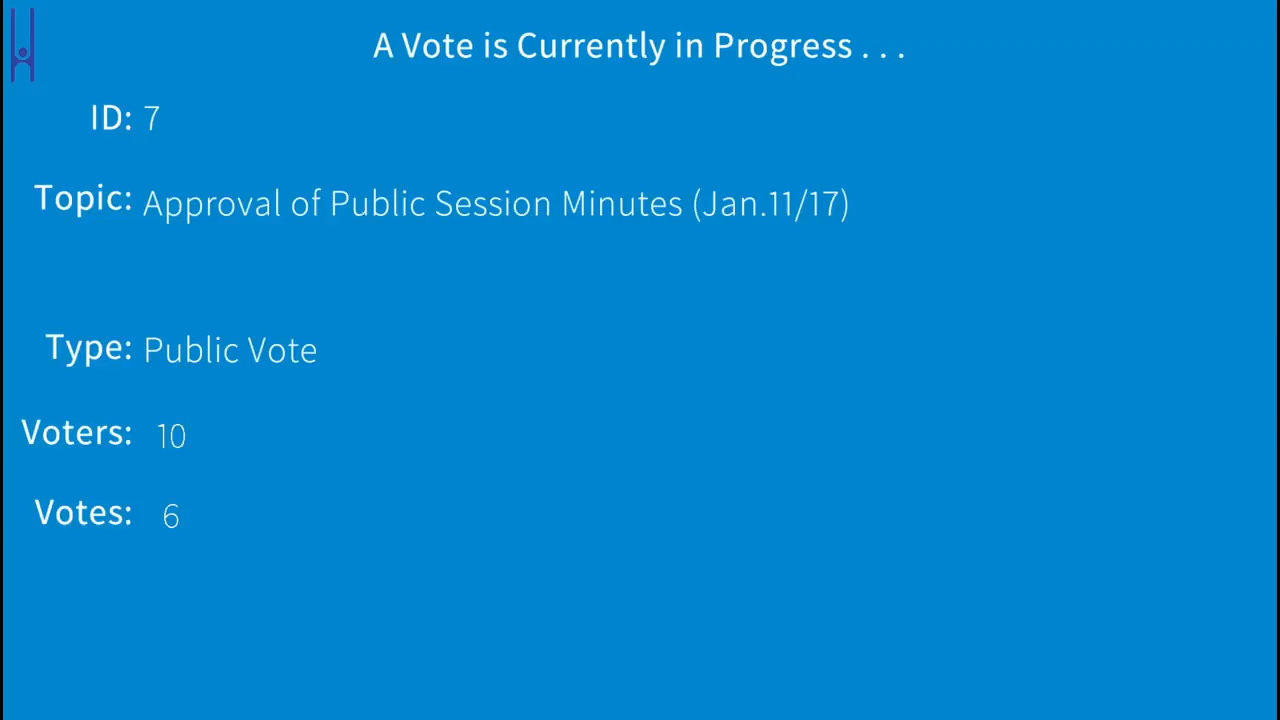 A Vote is Currently in Progress . . .
ID: 7
Topic: Approval of Public Session Minutes (Jan.11/17)
Type: Public Vote
Voters: 10
Votes: 6